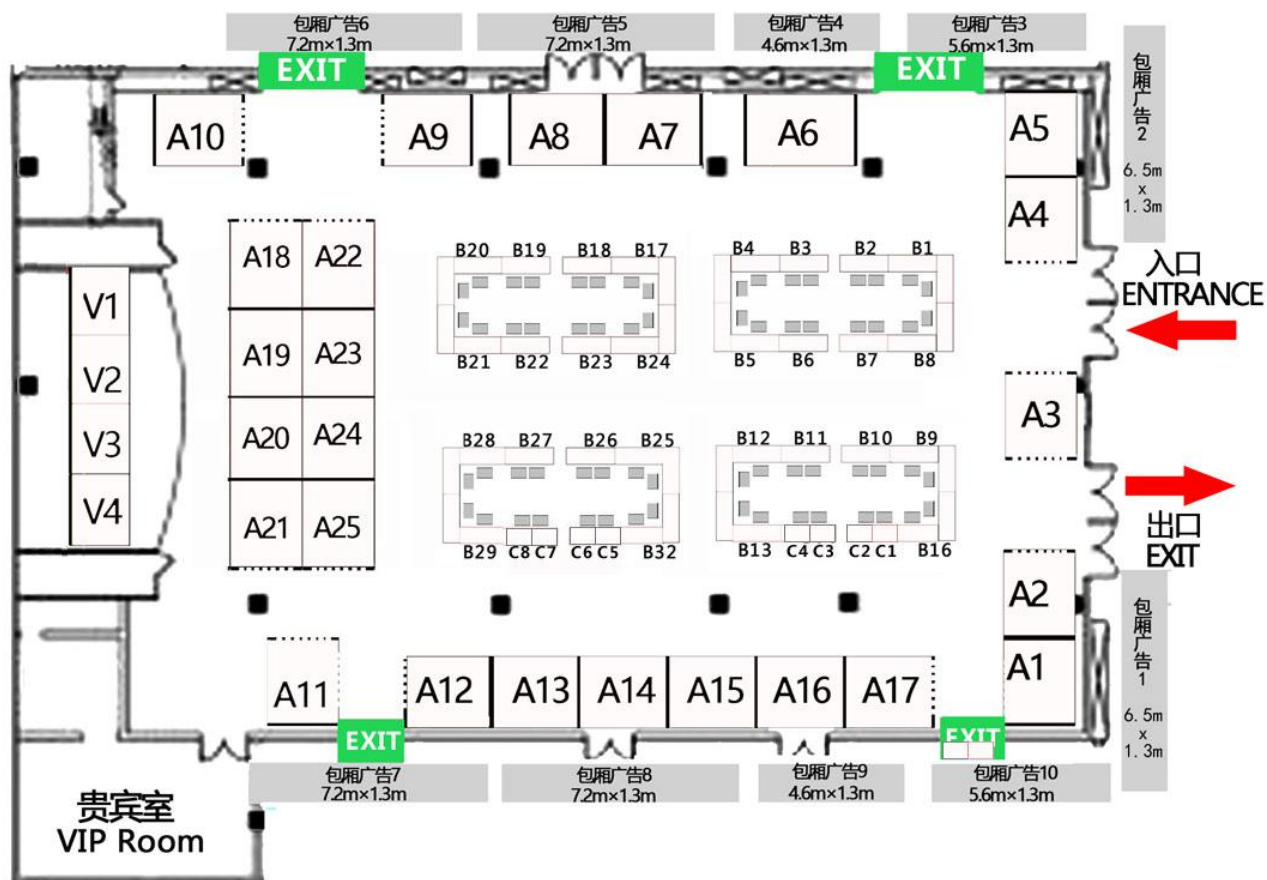 包厢广告6
7.2m×1.3m
包厢广告5
7.2m×1.3m
包厢广告4
4.6m×1.3m
包厢广告3
5.6m×1.3m
EXIT
EXIT
包厢广告2
6.5m
x
1.3m
A10
A9
A8
A7
A6
A5
A4
入口
ENTRANCE
A18
A22
A19
A23
A20
A24
A21
A25
V1
V2
V3
V4
B20
B19
B18
B17
B21
B22
B23
B24
B4
B3
B2
B1
B5
B6
B7
B8
A3
B28
B27
B26
B25
B29
C8
C7
C6
C5
B32
B12
B11
B10
B9
B13
C4
C3
C2
C1
B16
出口
EXIT
A2
A1
包厢广告1
6.5m
x
1.3m
A11
A12
A13
A14
A15
A16
A17
EXIT
EXIT
包厢广告7
7.2m×1.3m
包厢广告8
7.2m×1.3m
包厢广告9
4.6m×1.3m
包厢广告10
5.6m×1.3m
贵宾室
VIP Room